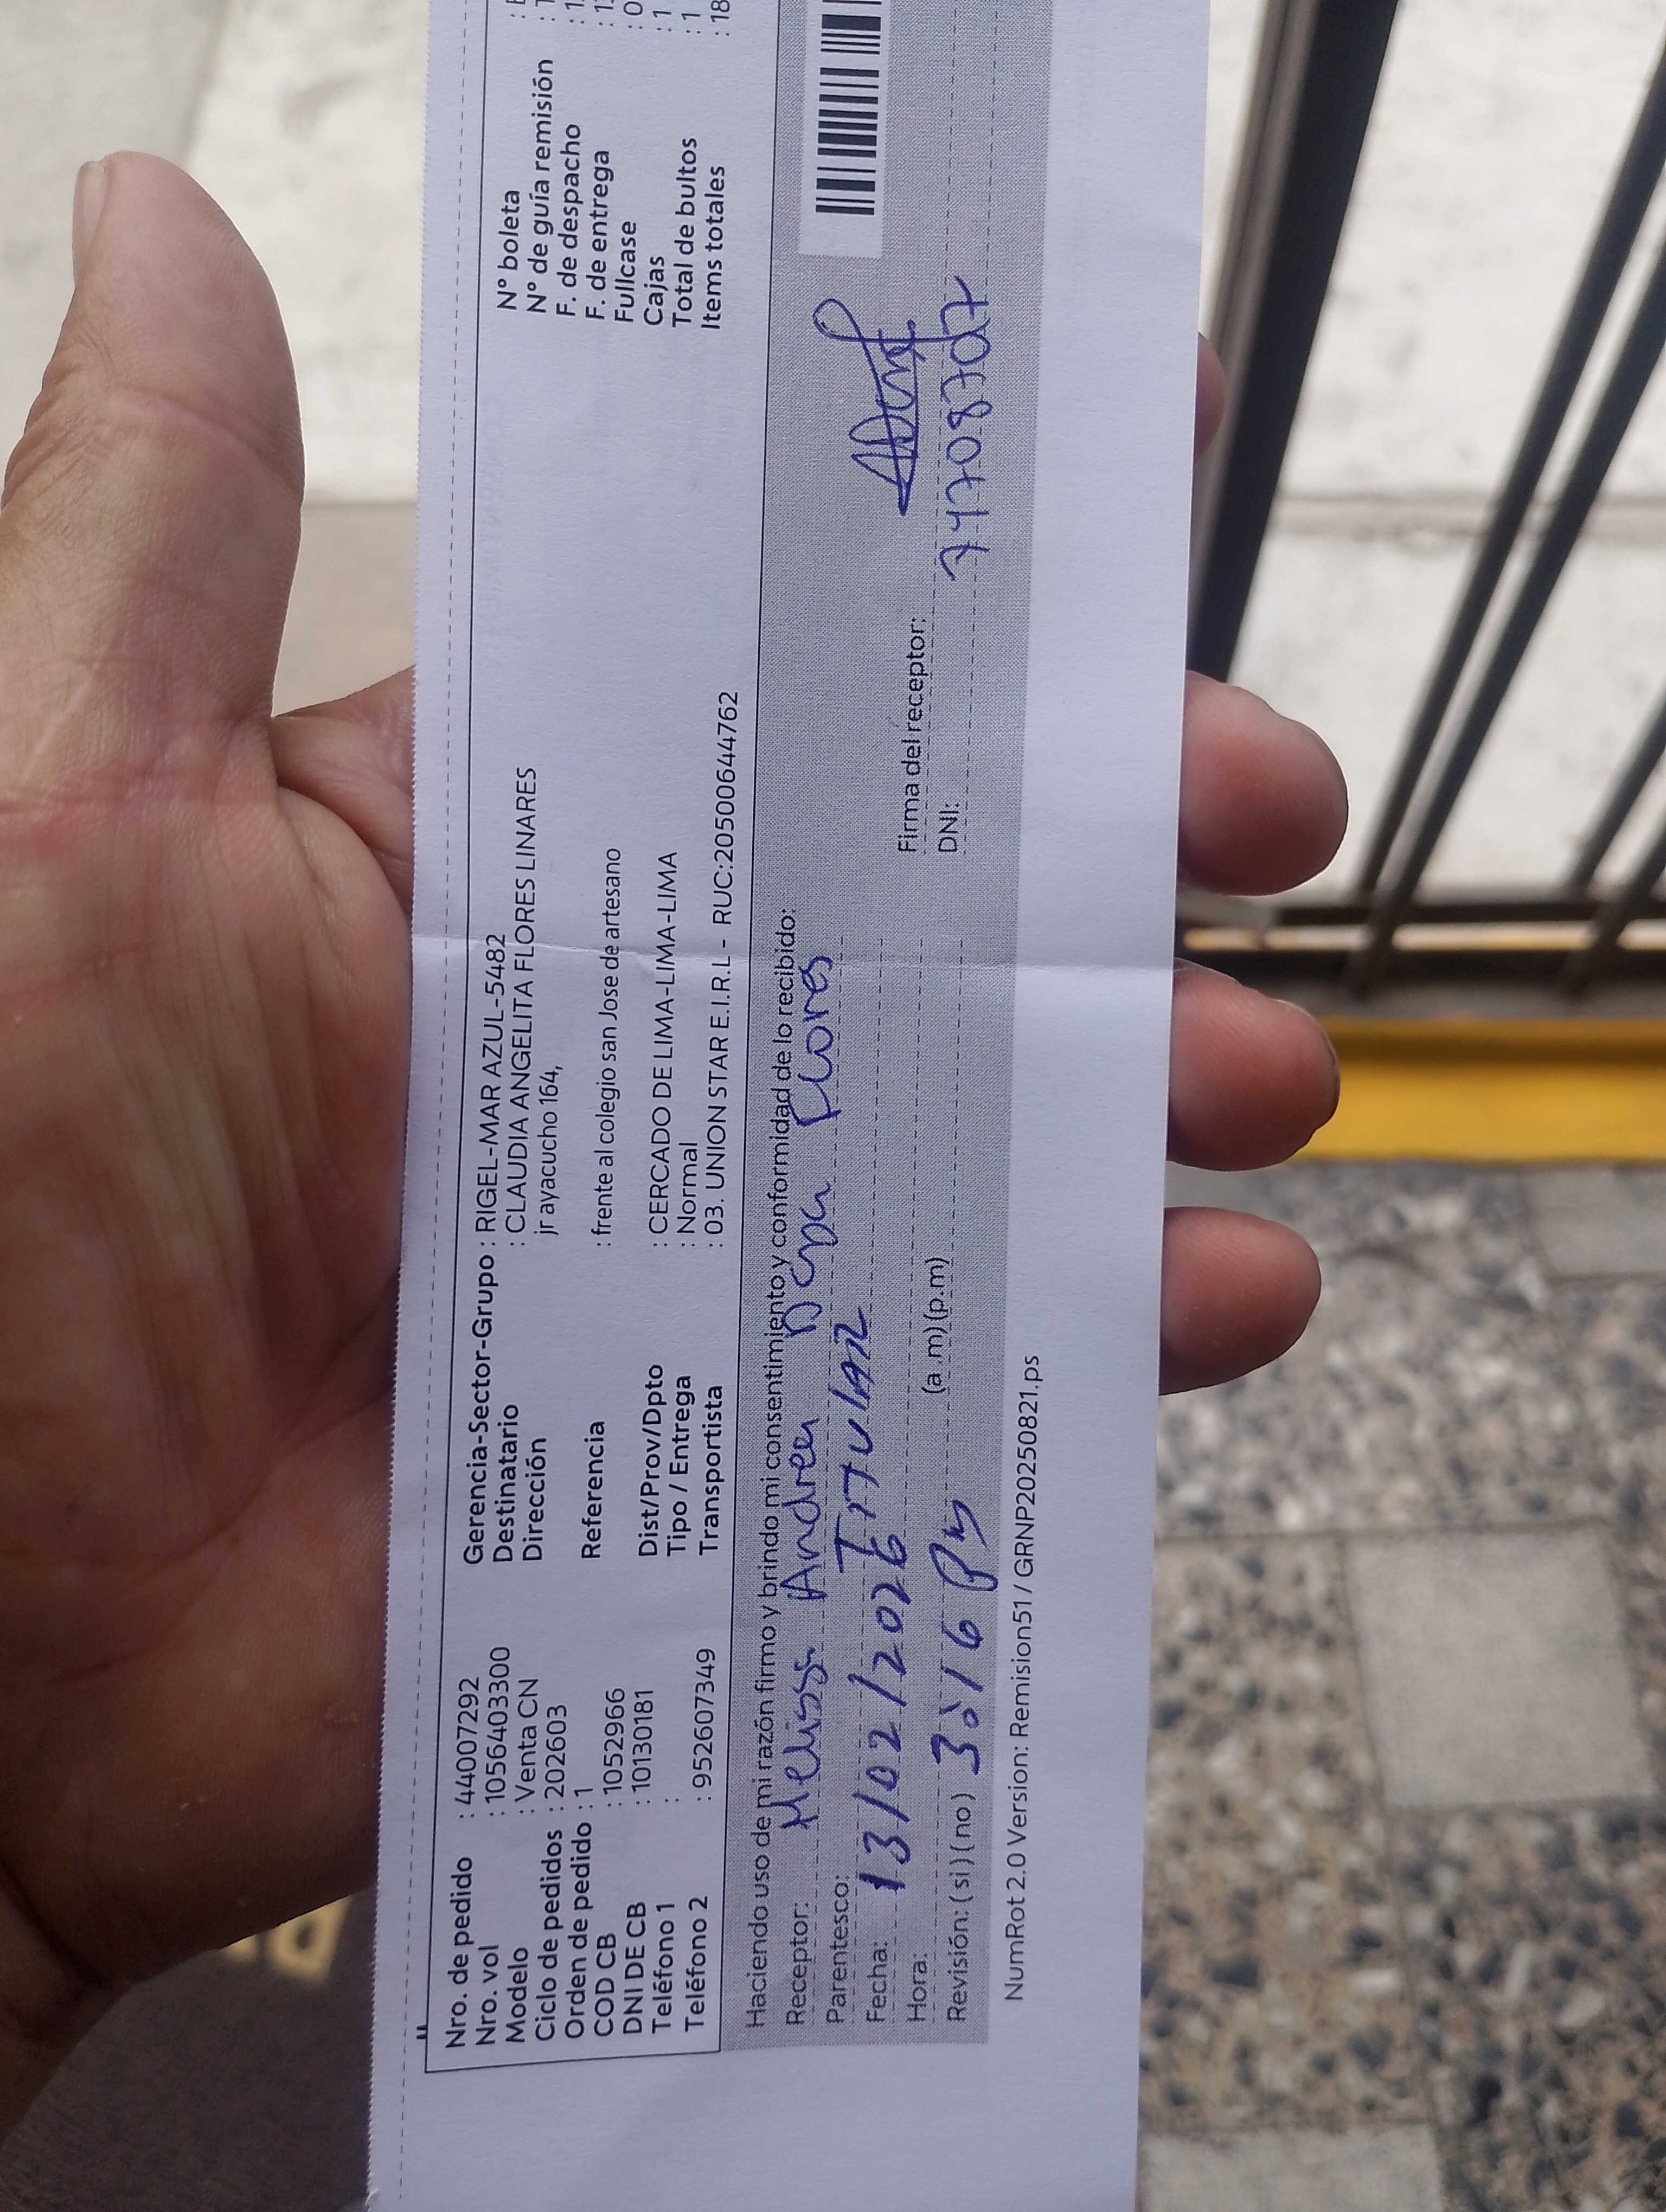 Nro. de pedido : 44007292
Nro. vol : 1056403300
Modelo : Venta CN
Ciclo de pedidos : 202603
Orden de pedido : 1
COD CB : 1052966
DNI DE CB : 10130181
Teléfono 1 :
Teléfono 2 : 952607349
Gerencia-Sector-Grupo : RIGEL-MAR AZUL-5482
Destinatario : CLAUDIA ANGELITA FLORES LINARES
Dirección jr ayacucho 164,
Referencia : frente al colegio san Jose de artesano
Dist/Prov/Dpto : CERCADO DE LIMA-LIMA-LIMA
Tipo / Entrega : Normal
Transportista : 03. UNION STAR E.I.R.L - RUC:20500644762
N° boleta :
N° de guía remisión :
F. de despacho :
F. de entrega :
Fullcase :
Cajas : 1
Total de bultos : 1
Items totales : 18
Haciendo uso de mi razón firmo y brindo mi consentimiento y conformidad de lo recibido:
Receptor: Melissa Andrea Flores
Parentesco: TITULAR
Fecha: 13/02/2026
Hora: 3:16 Pm (a.m)(p.m)
Revisión: (si) (no)
Firma del receptor:
DNI:
NumRot 2.0 Version: Remision51 / GRNP20250821.ps